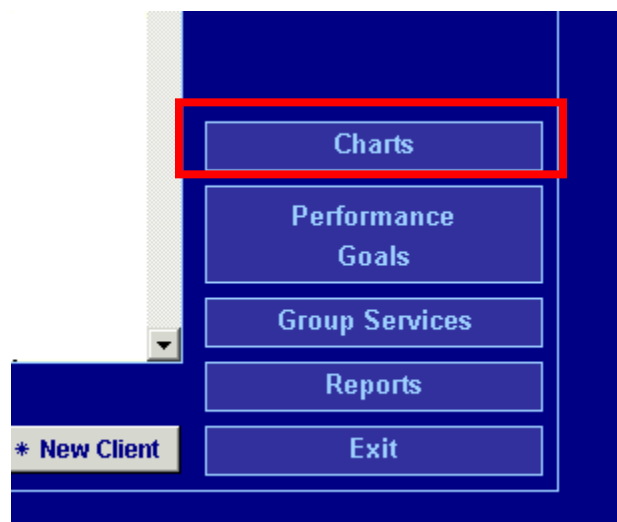 Charts
Performance
Goals
Group Services
Reports
* New Client
Exit